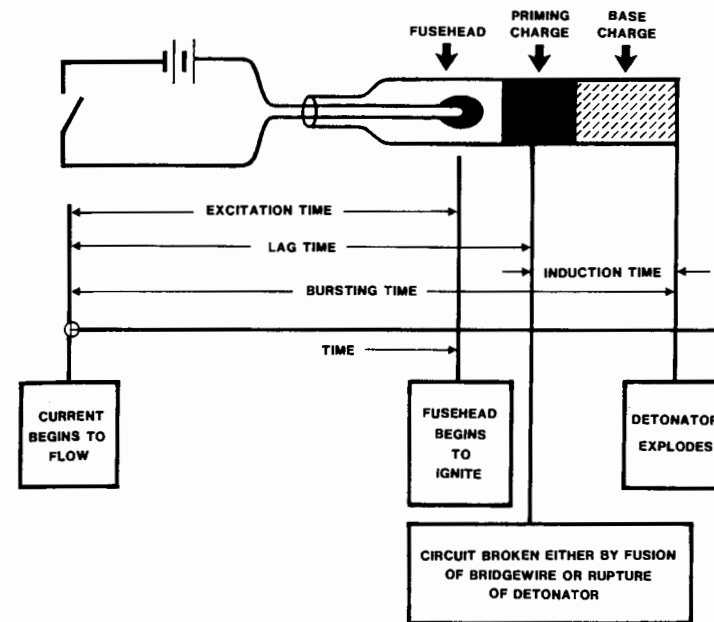 FUSEHEAD
PRIMING
CHARGE
BASE
CHARGE
EXCITATION TIME
LAG TIME
INDUCTION TIME
BURSTING TIME
TIME
CURRENT
BEGINS TO
FLOW
FUSEHEAD
BEGINS
TO
IGNITE
DETONATOR
EXPLODES
CIRCUIT BROKEN EITHER BY FUSION
OF BRIDGEWIRE OR RUPTURE
OF DETONATOR